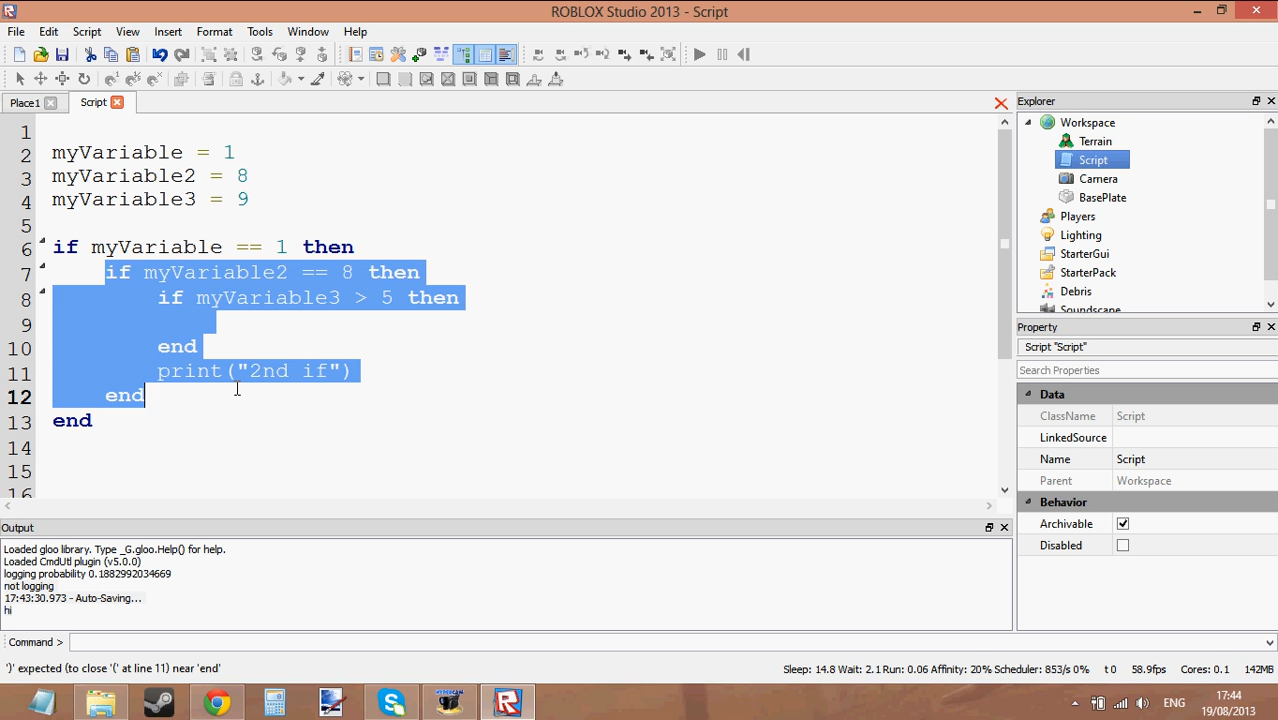 ROBLOX Studio 2013 - Script
File Edit Script View Insert Format Tools Window Help
Place1 Script
1
2 myVariable = 1
3 myVariable2 = 8
4 myVariable3 = 9
5
6 if myVariable == 1 then
7 if myVariable2 == 8 then
8 if myVariable3 > 5 then
9
10 end
11 print("2nd if")
12 end
13 end
14
15
16
Explorer
Workspace
Terrain
Script
Camera
BasePlate
Players
Lighting
StarterGui
StarterPack
Debris
Soundscape
Property
Script "Script"
Search Properties
Data
ClassName Script
LinkedSource
Name Script
Parent Workspace
Behavior
Archivable
Disabled
Output
Loaded gloo library. Type _G.gloo.Help() for help.
Loaded CmdUtl plugin (v5.0.0)
logging probability 0.1882992034669
not logging
17:43:30.973 - Auto-Saving...
hi
Command >
')' expected (to close '(' at line 11) near 'end'
Sleep: 14.8 Wait: 2.1 Run: 0.06 Affinity: 20% Scheduler: 853/s 0% t 0 58.9fps Cores: 0.1 142MB
ENG
17:44
19/08/2013